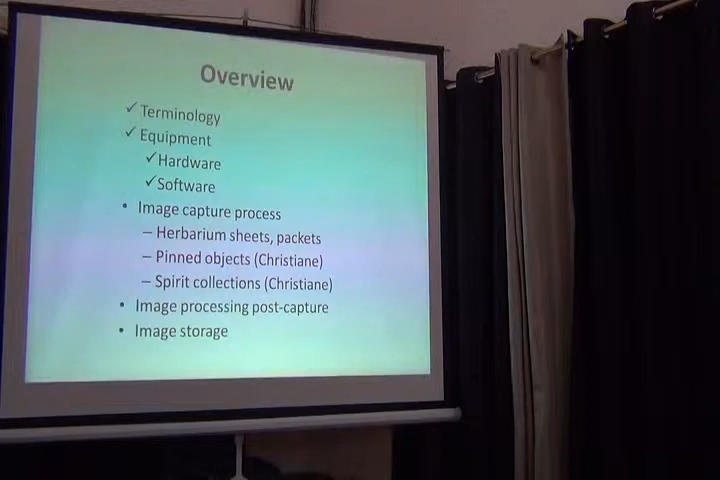 Overview
✓ Terminology
✓ Equipment
✓ Hardware
✓ Software
• Image capture process
– Herbarium sheets, packets
– Pinned objects (Christiane)
– Spirit collections (Christiane)
• Image processing post-capture
• Image storage